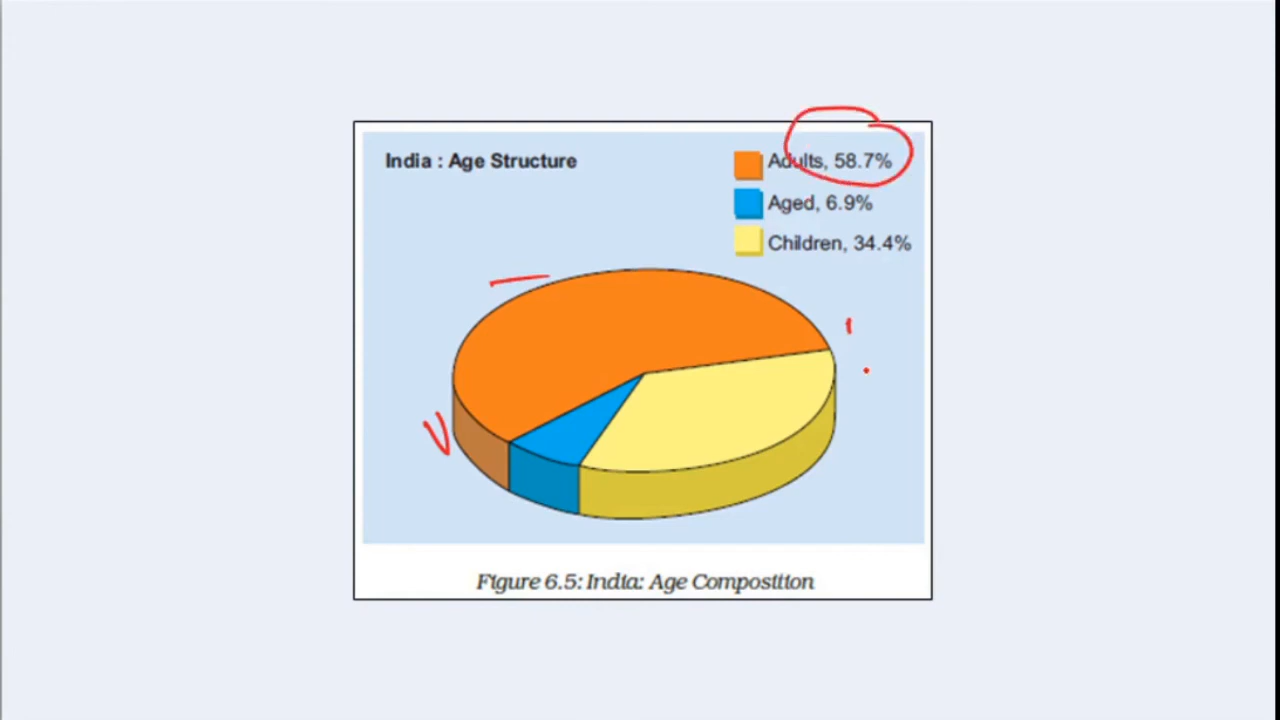 India : Age Structure
Adults, 58.7%
Aged, 6.9%
Children, 34.4%
Figure 6.5: India: Age Composition